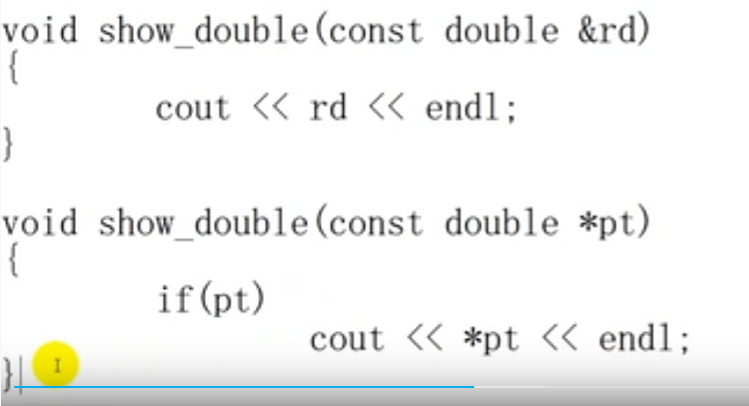 void show_double(const double &rd)
{
cout << rd << endl;
}
void show_double(const double *pt)
{
if(pt)
cout << *pt << endl;
}